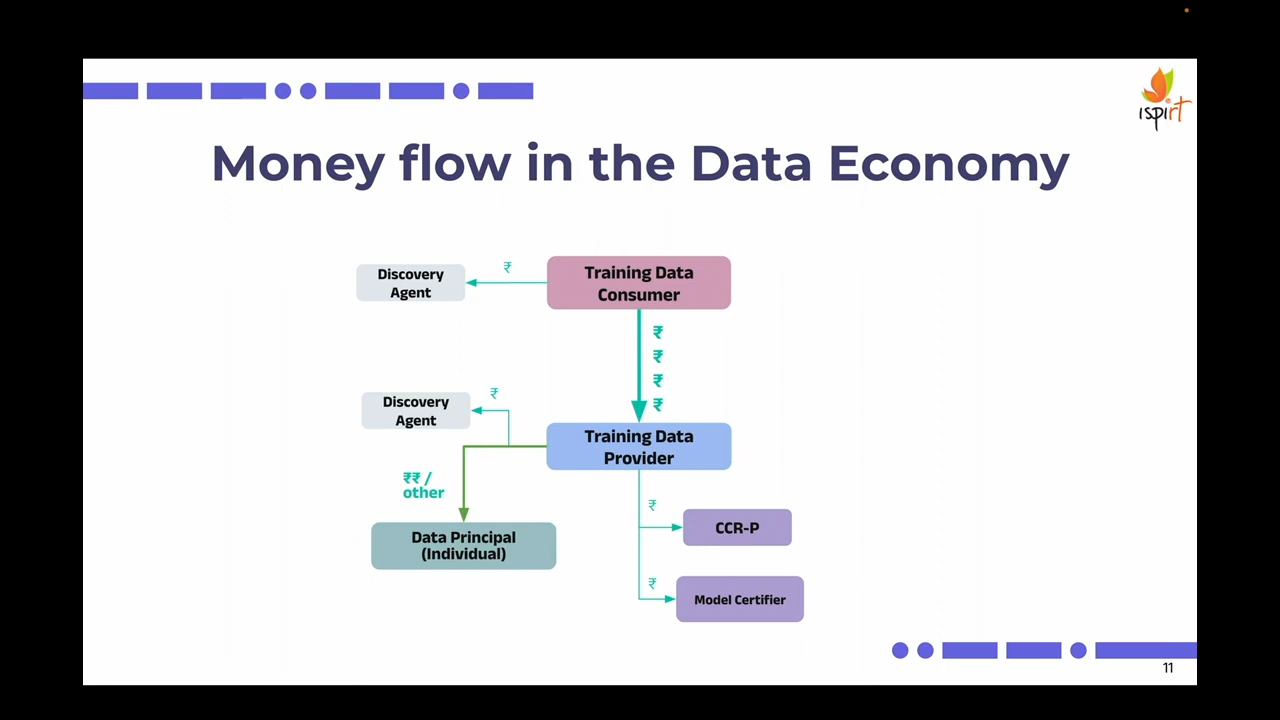 ıspırt
Money flow in the Data Economy
Discovery
Agent
₹
Training Data
Consumer
₹
₹
₹
₹
Discovery
Agent
₹
Training Data
Provider
₹₹ /
other
₹
CCR-P
Data Principal
(Individual)
₹
Model Certifier
11